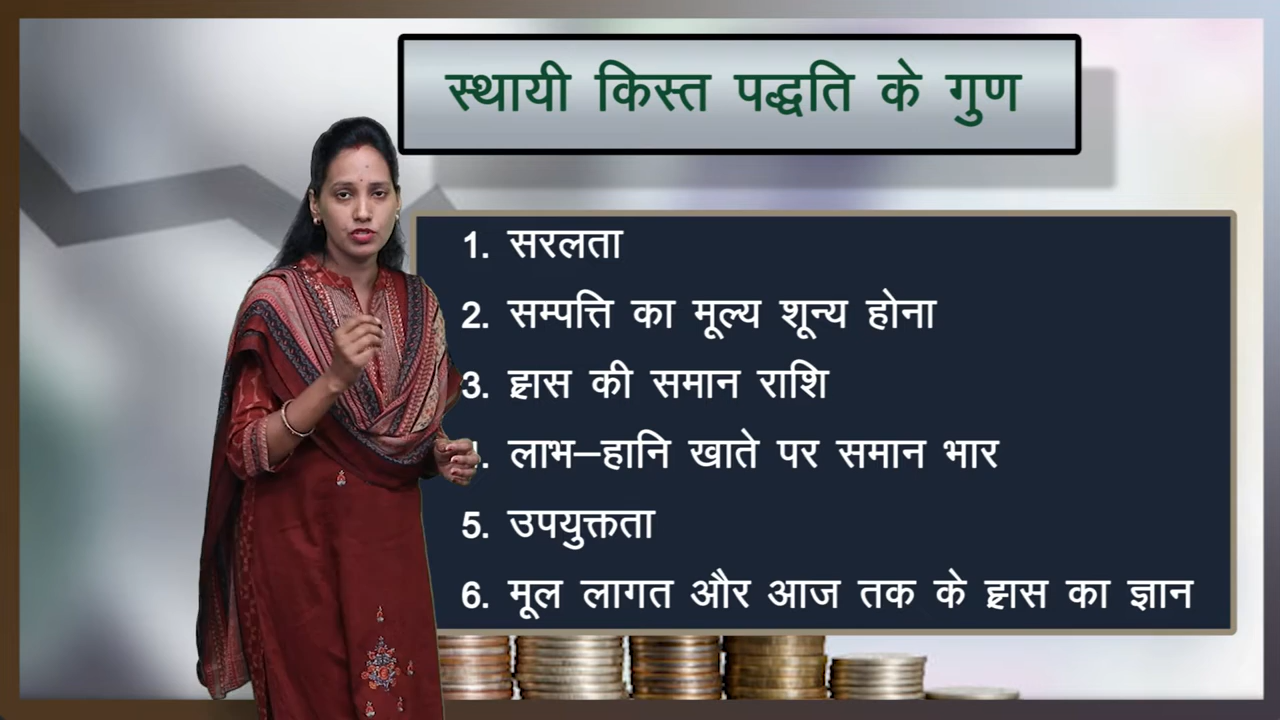 स्थायी किस्त पद्धति के गुण
1. सरलता
2. सम्पत्ति का मूल्य शून्य होना
3. ह्रास की समान राशि
4. लाभ–हानि खाते पर समान भार
5. उपयुक्तता
6. मूल लागत और आज तक के ह्रास का ज्ञान